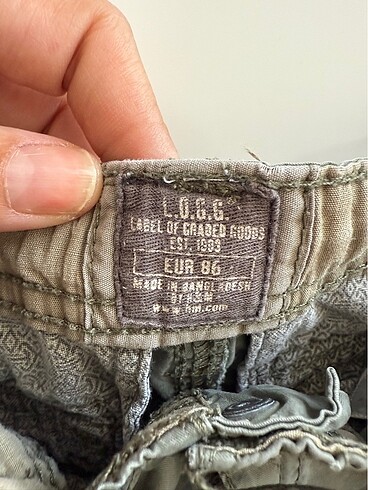 L.O.G.G.
LABEL OF GRADED GOODS
EST. 1993
EUR 86
MADE IN BANGLADESH
BY H&M
www.hm.com